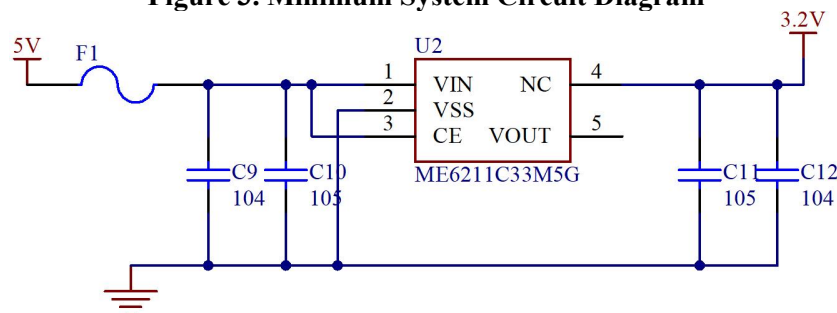 Figure 3. Minimum System Circuit Diagram
5V
F1
U2
3.2V
1
VIN
NC
4
2
VSS
3
CE
VOUT
5
ME6211C33M5G
C9
104
C10
105
C11
105
C12
104